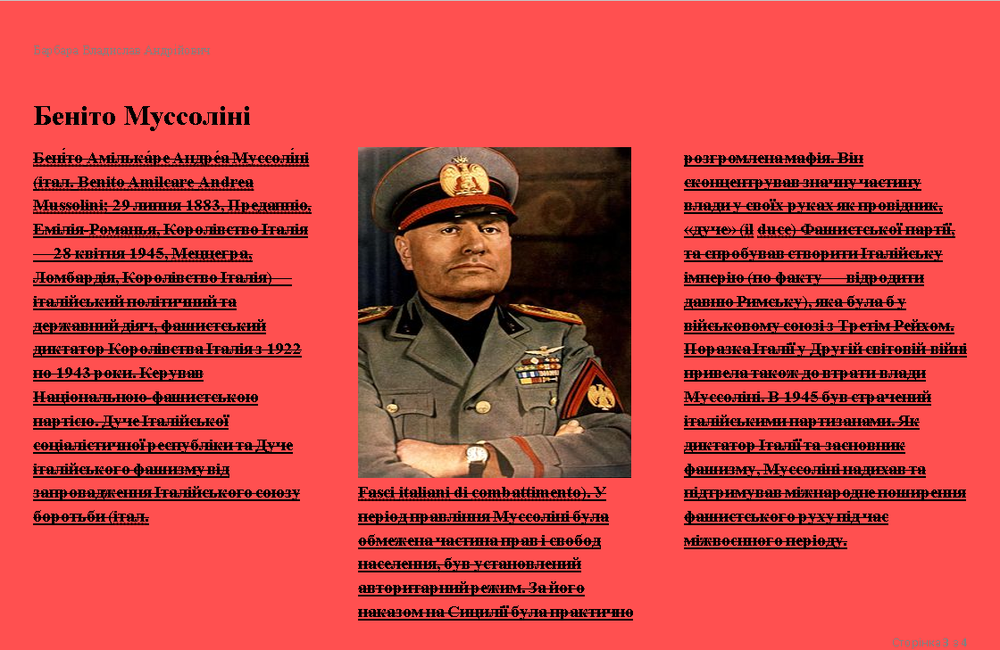 Беніто Муссоліні
Бені́то Амілька́ре Андре́а Муссолі́ні
(італ. Benito Amilcare Andrea
Mussolini; 29 липня 1883, Предаппіо,
Емілія-Романья, Королівство Італія
— 28 квітня 1945, Меццегра,
Ломбардія, Королівство Італія) —
італійський політичний та
державний діяч, фашистський
диктатор Королівства Італія з 1922
по 1943 роки. Керував
Національною-фашистською
партією. Дуче Італійської
соціалістичної республіки та Дуче
італійського фашизму від
запровадження Італійського союзу
боротьби (італ.
Fasci italiani di combattimento). У
період правління Муссоліні була
обмежена частина прав і свобод
населення, був установлений
авторитарний режим. За його
наказом на Сицилії була практично
розгромлена мафія. Він
сконцентрував значну частину
влади у своїх руках як провідник,
«дуче» (il duce) Фашистської партії,
та спробував створити Італійську
імперію (по факту — відродити
давню Римську), яка була б у
військовому союзі з Третім Рейхом.
Поразка Італії у Другій світовій війні
привела також до втрати влади
Муссоліні. В 1945 був страчений
італійськими партизанами. Як
диктатор Італії та засновник
фашизму, Муссоліні надихав та
підтримував міжнародне поширення
фашистського руху під час
міжвоєнного періоду.